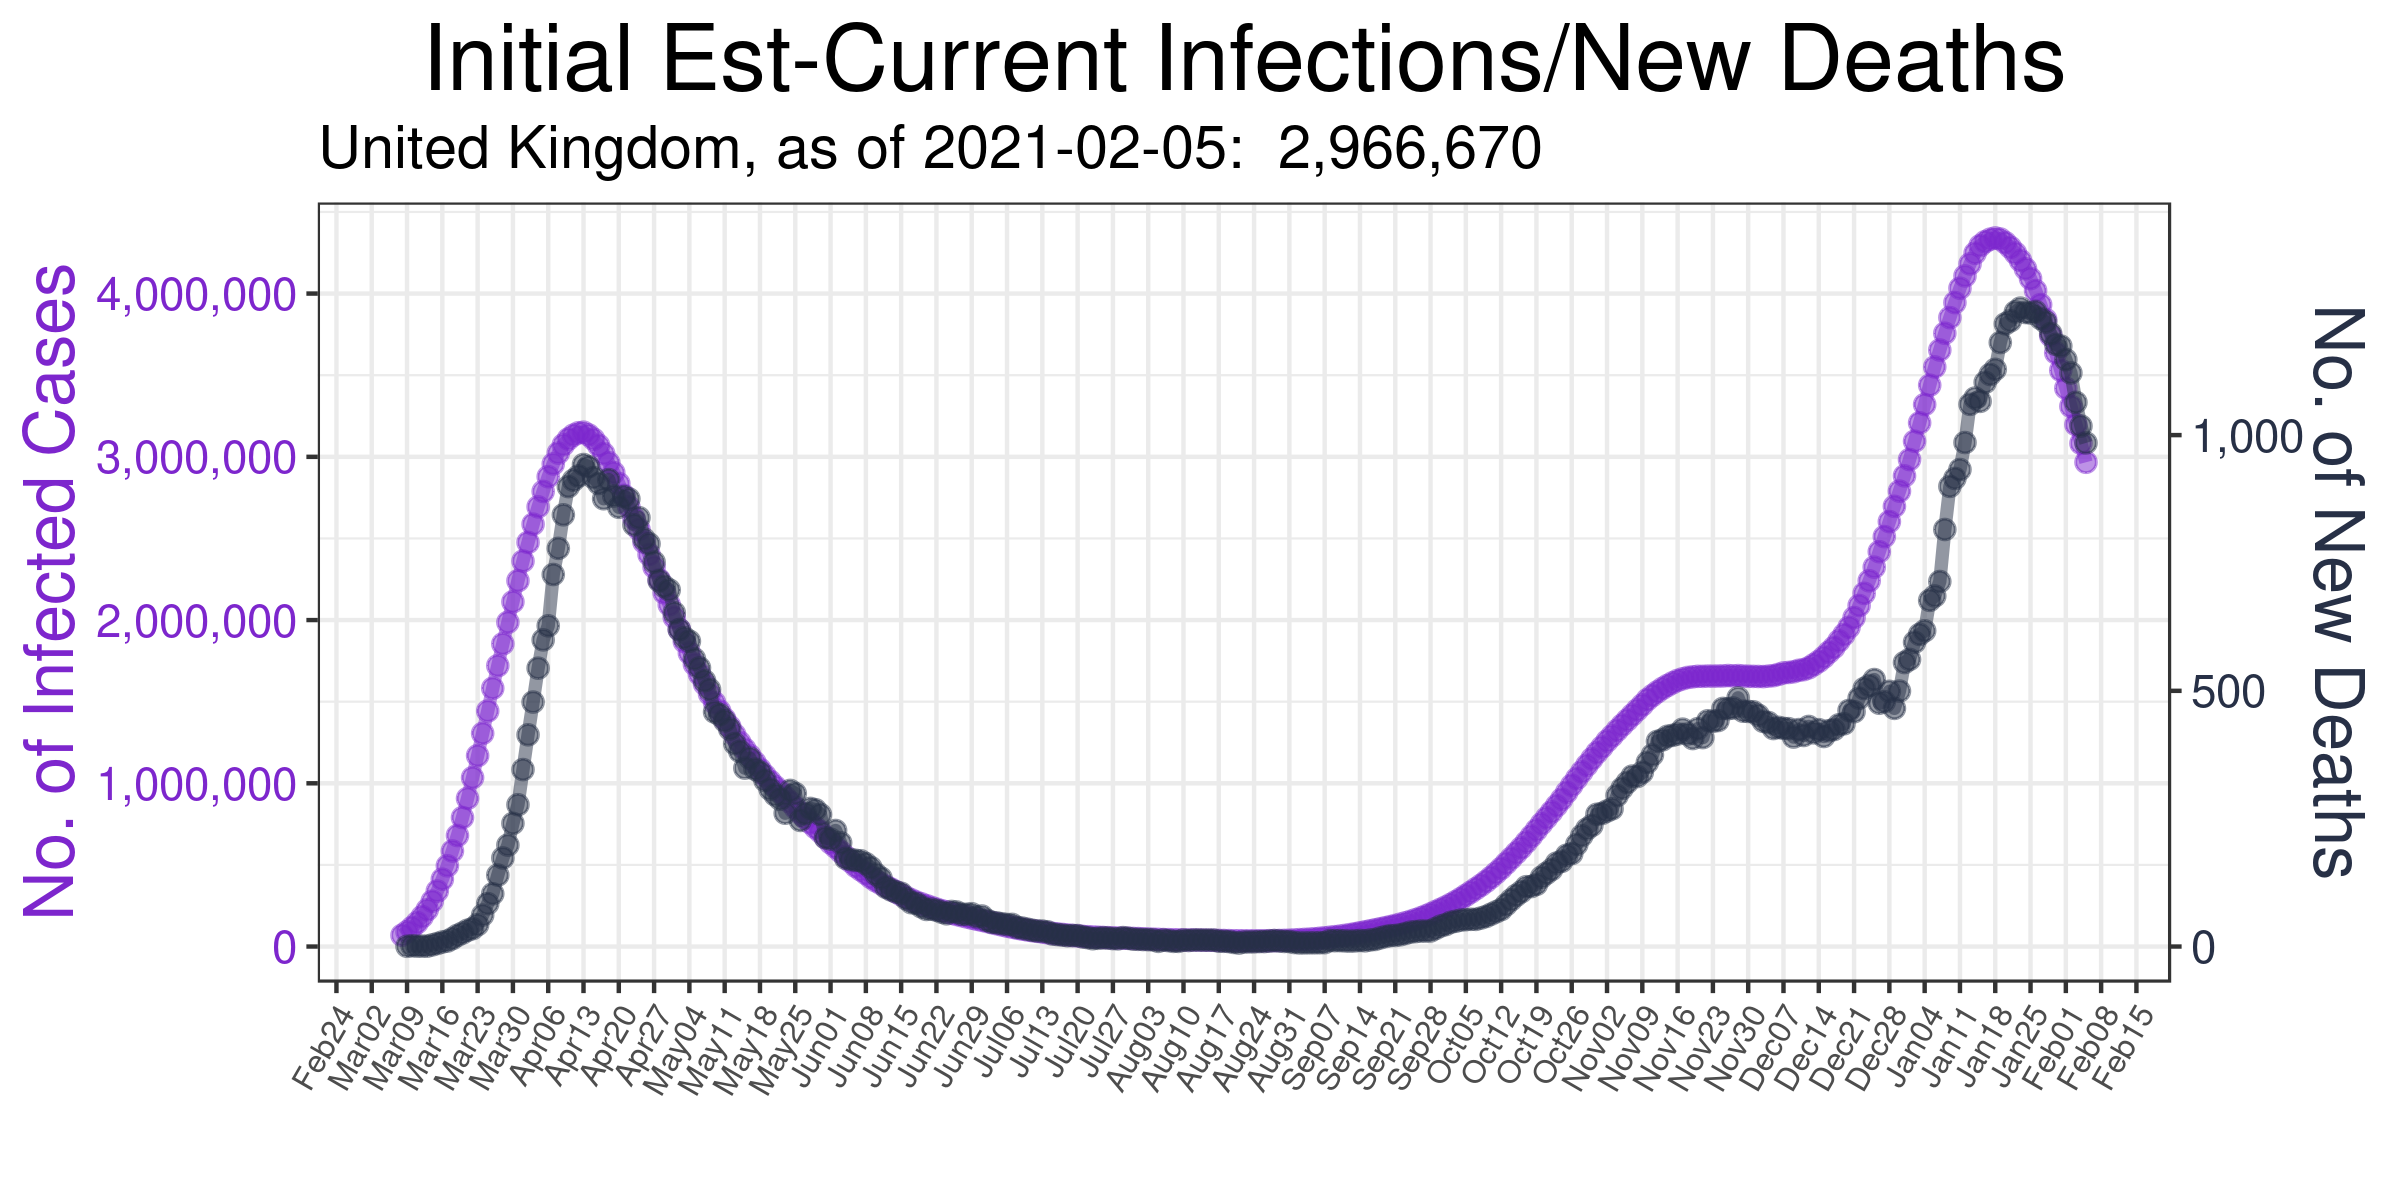 Initial Est-Current Infections/New Deaths
United Kingdom, as of 2021-02-05:  2,966,670
No. of Infected Cases
4,000,000
3,000,000
2,000,000
1,000,000
0
No. of New Deaths
1,000
500
0
Feb24
Mar02
Mar09
Mar16
Mar23
Mar30
Apr06
Apr13
Apr20
Apr27
May04
May11
May18
May25
Jun01
Jun08
Jun15
Jun22
Jun29
Jul06
Jul13
Jul20
Jul27
Aug03
Aug10
Aug17
Aug24
Aug31
Sep07
Sep14
Sep21
Sep28
Oct05
Oct12
Oct19
Oct26
Nov02
Nov09
Nov16
Nov23
Nov30
Dec07
Dec14
Dec21
Dec28
Jan04
Jan11
Jan18
Jan25
Feb01
Feb08
Feb15